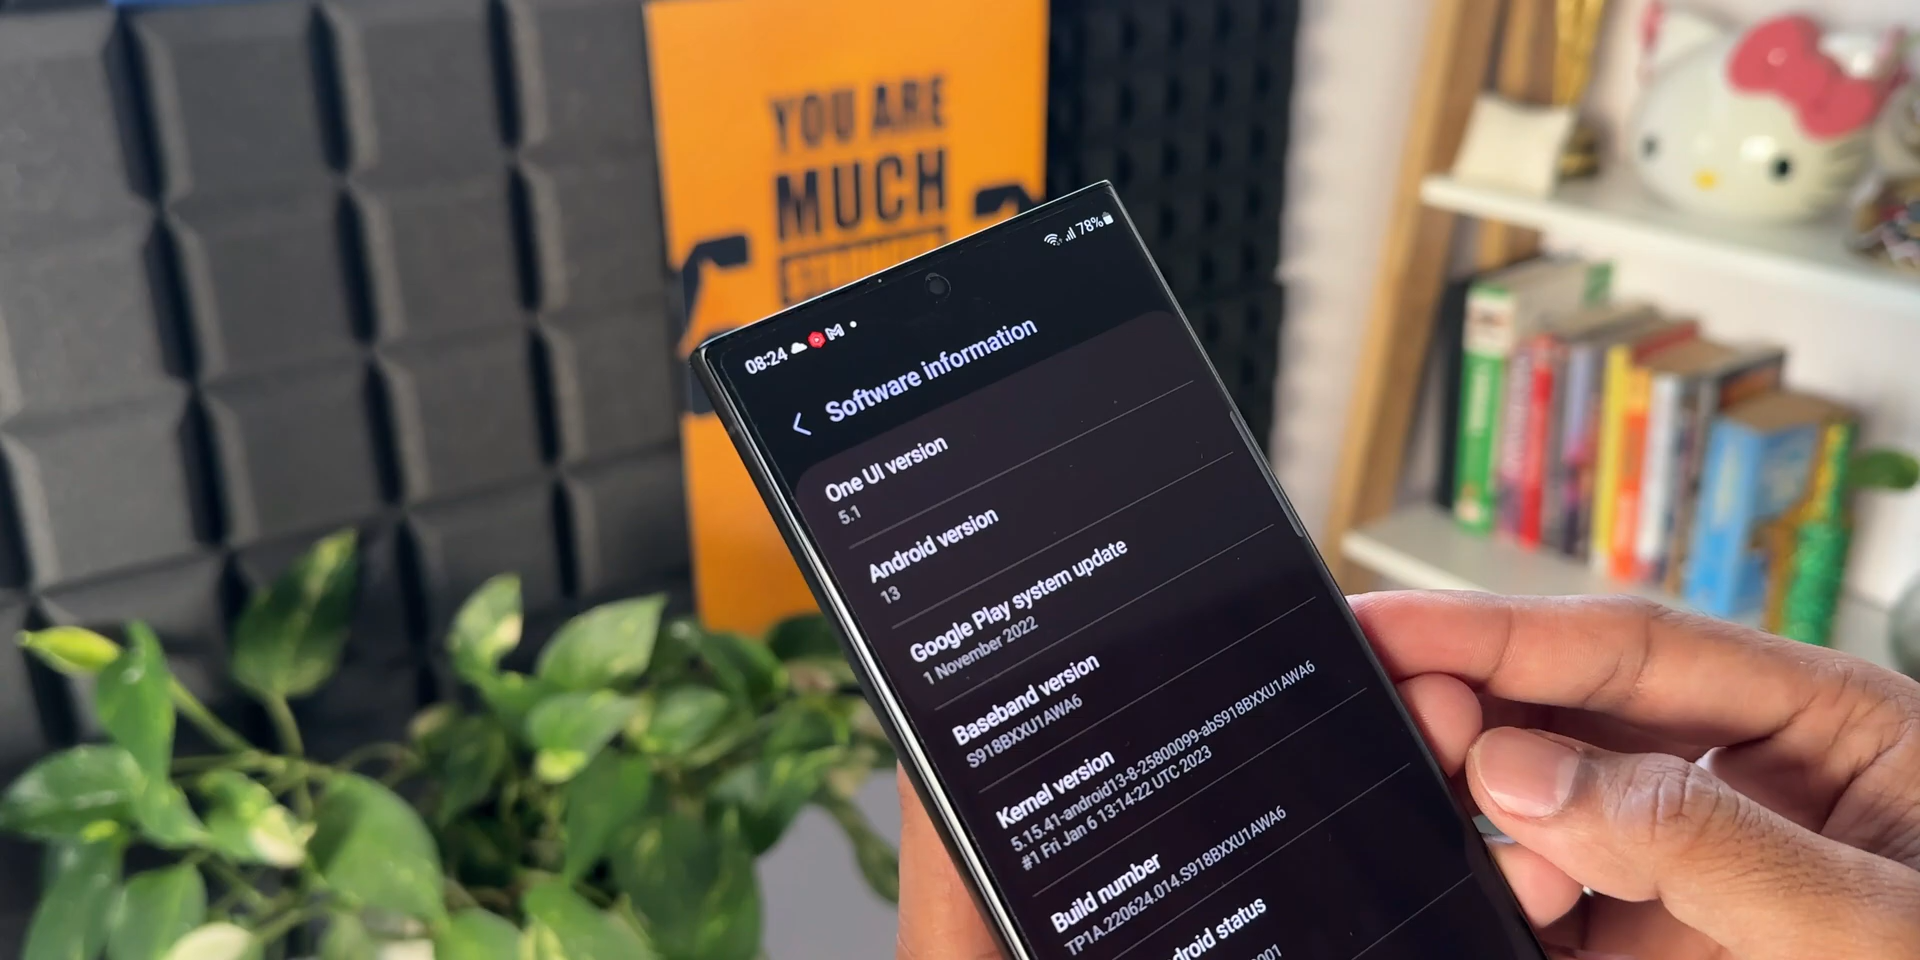 YOU ARE
MUCH
08:24
78%
Software information
One UI version
5.1
Android version
13
Google Play system update
1 November 2022
Baseband version
S918BXXU1AWA6
Kernel version
5.15.41-android13-8-25800099-abS918BXXU1AWA6
#1 Fri Jan 6 13:14:22 UTC 2023
Build number
TP1A.220624.014.S918BXXU1AWA6
droid status
001